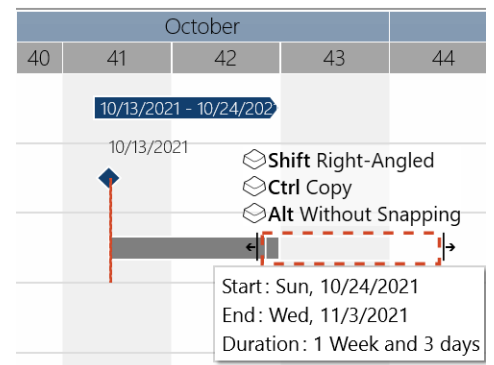 October
40 41 42 43 44
10/13/2021 - 10/24/202
10/13/2021
Shift Right-Angled
Ctrl Copy
Alt Without Snapping
Start: Sun, 10/24/2021
End: Wed, 11/3/2021
Duration: 1 Week and 3 days